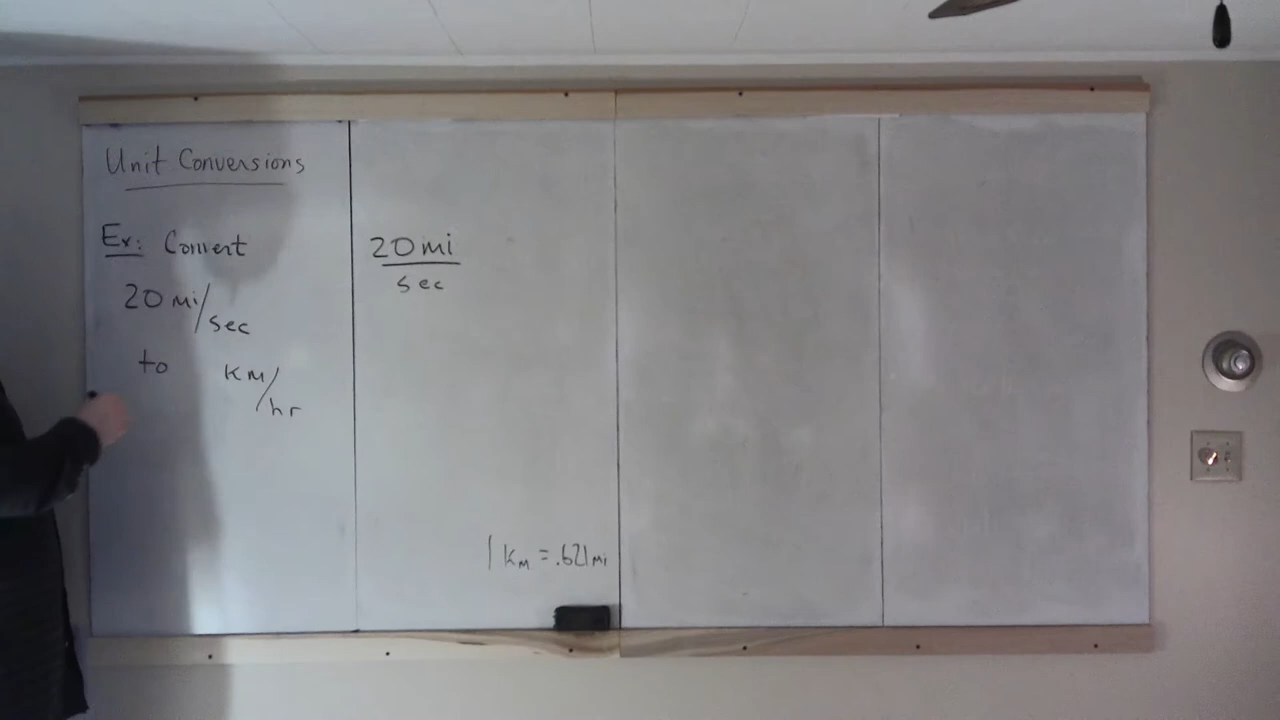 Unit Conversions
Ex: Convert
20 mi/sec
to km/hr
20 mi
sec
1 km = .621 mi